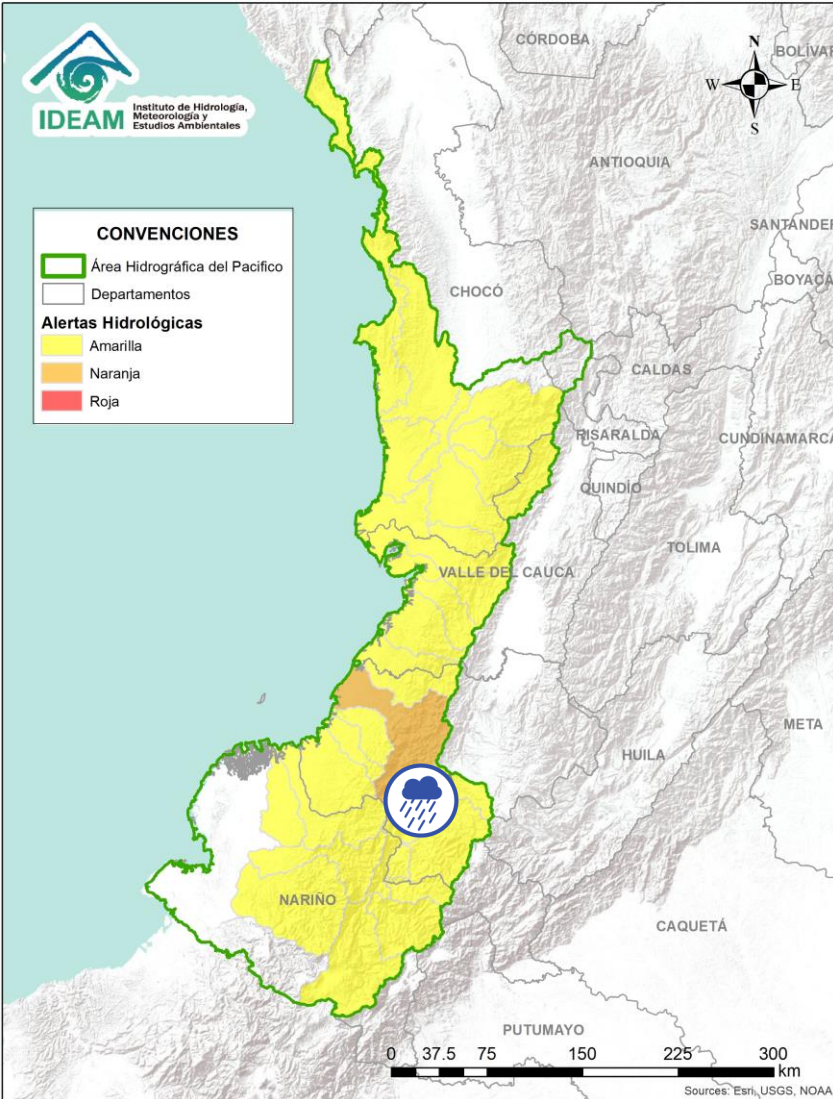 IDEAM
Instituto de Hidrología,
Meteorología y
Estudios Ambientales
CÓRDOBA
BOLÍVAR
N
W
E
S
ANTIOQUIA
SANTANDER
BOYACÁ
CONVENCIONES
Área Hidrográfica del Pacifico
Departamentos
Alertas Hidrológicas
Amarilla
Naranja
Roja
CHOCÓ
CALDAS
RISARALDA
CUNDINAMARCA
QUINDÍO
TOLIMA
VALLE DEL CAUCA
META
HUILA
NARIÑO
CAQUETÁ
PUTUMAYO
0 37.5 75 150 225 300
km
Sources: Esri, USGS, NOAA